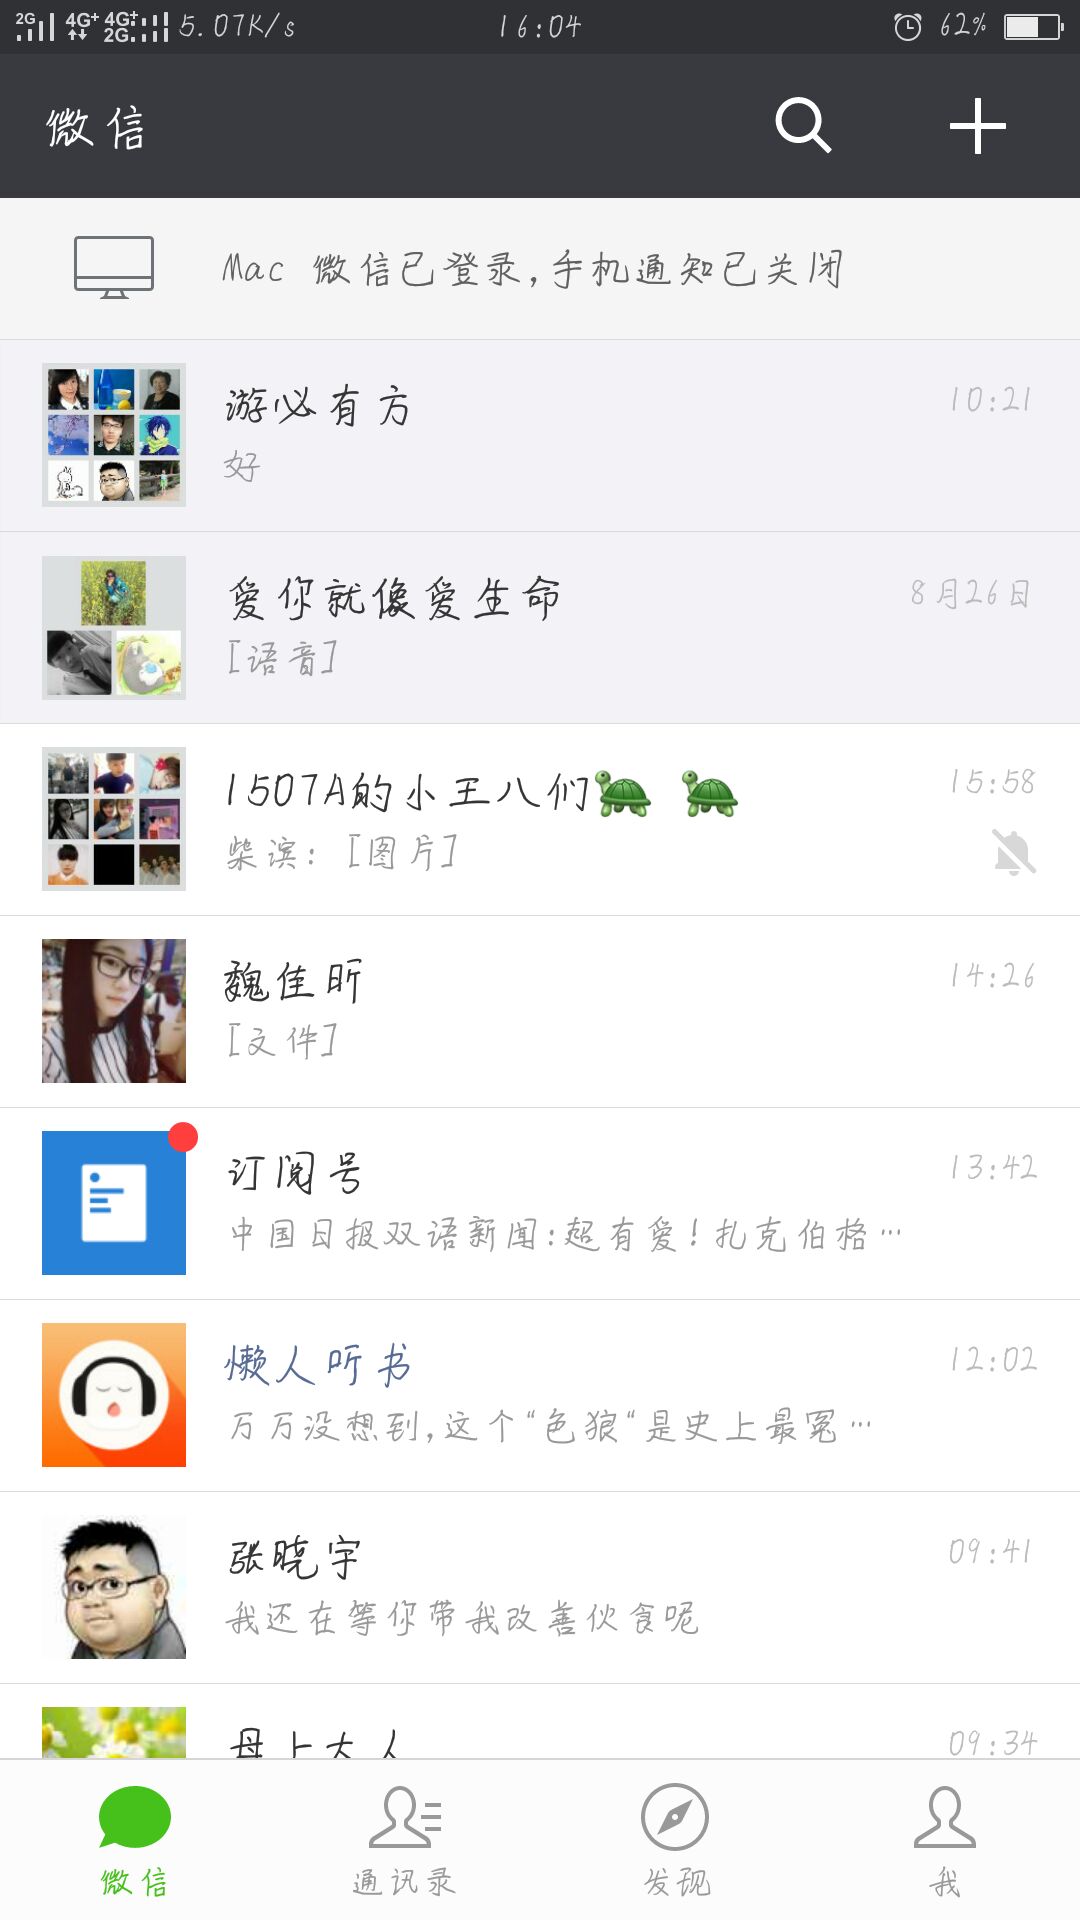 2G 4G+ 4G+ 2G 5.07K/s 16:04 62%
微信
Mac 微信已登录,手机通知已关闭
游必有方 10:21
好
爱你就像爱生命 8月26日
[语音]
1507A的小王八们🐢 🐢 15:58
柴滨: [图片]
魏佳昕 14:26
[文件]
订阅号 13:42
中国日报双语新闻:超有爱!扎克伯格…
懒人听书 12:02
万万没想到,这个“色狼“是史上最冤…
张晓宇 09:41
我还在等你带我改善伙食呢
母上大人 09:34
微信 通讯录 发现 我